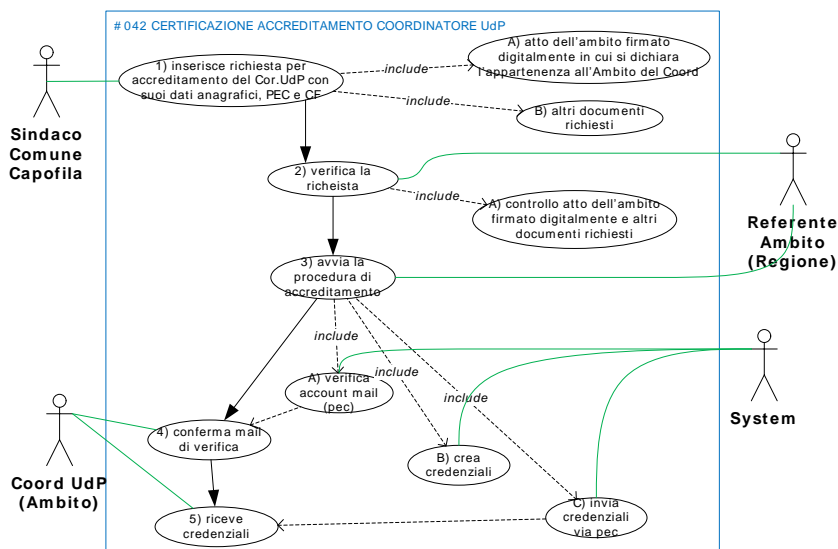 # 042 CERTIFICAZIONE ACCREDITAMENTO COORDINATORE UdP
1) inserisce richiesta per
accreditamento del Cor.UdP con
suoi dati anagrafici, PEC e CF
include
A) atto dell'ambito firmato
digitalmente in cui si dichiara
l'appartenenza all'Ambito del Coord
include
B) altri documenti
richiesti
Sindaco
Comune
Capofila
2) verifica la
richeista
include
A) controllo atto dell'ambito
firmato digitalmente e altri
documenti richiesti
Referente
Ambito
(Regione)
3) avvia la
procedura di
accreditamento
include
include
include
A) verifica
account mail
(pec)
System
4) conferma mail
di verifica
B) crea
credenziali
Coord UdP
(Ambito)
5) riceve
credenziali
C) invia
credenziali
via pec